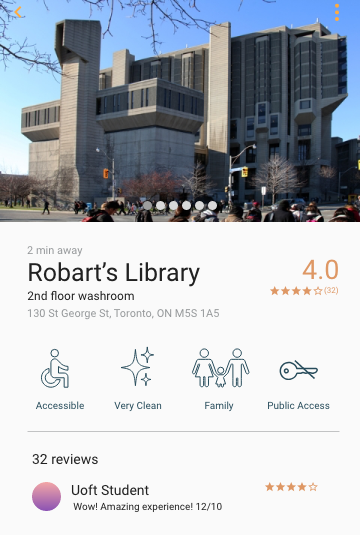 2 min away
Robart's Library
4.0
2nd floor washroom
(32)
130 St George St, Toronto, ON M5S 1A5
Accessible Very Clean Family Public Access
32 reviews
Uoft Student
Wow! Amazing experience! 12/10